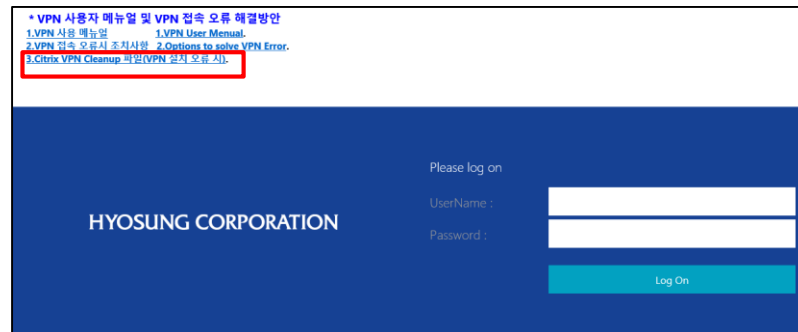 * VPN 사용자 메뉴얼 및 VPN 접속 오류 해결방안
1.VPN 사용 메뉴얼 1.VPN User Menual.
2.VPN 접속 오류시 조치사항 2.Options to solve VPN Error.
3.Citrix VPN Cleanup 파일(VPN 설치 오류 시).
Please log on
UserName :
HYOSUNG CORPORATION
Password :
Log On